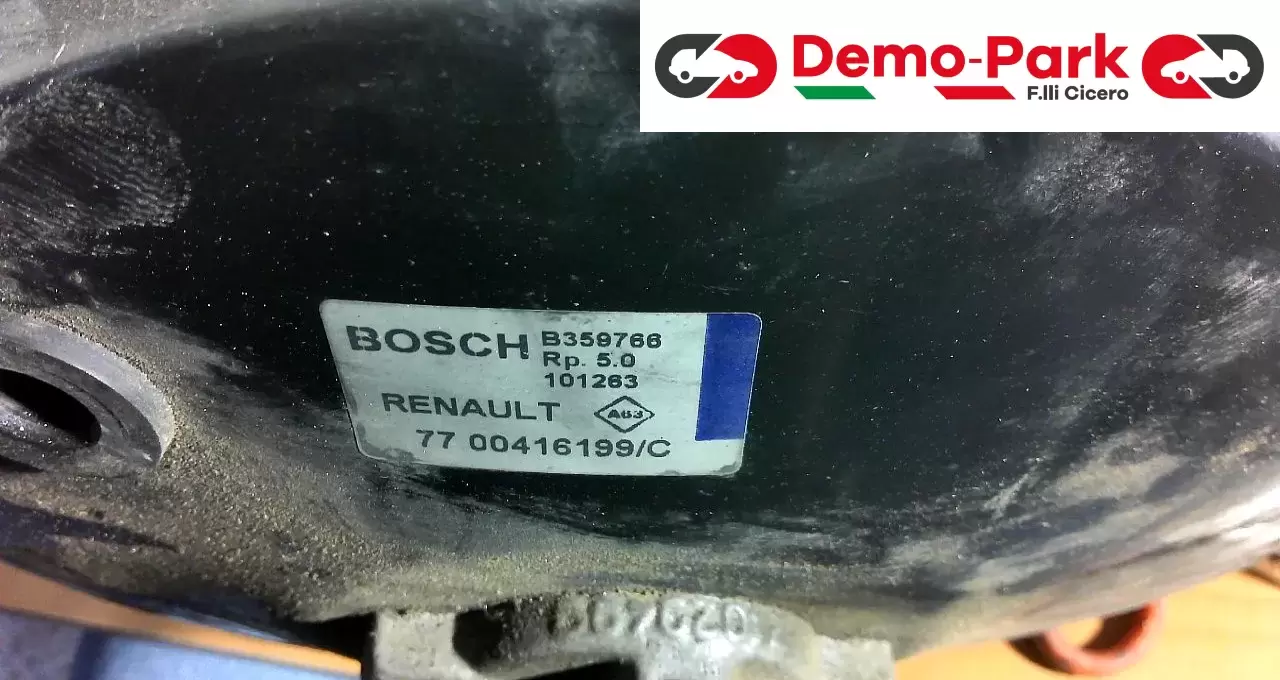 Demo-Park
F.lli Cicero
BOSCH B359766
Rp. 5.0
101263
RENAULT A63
77 00416199/C